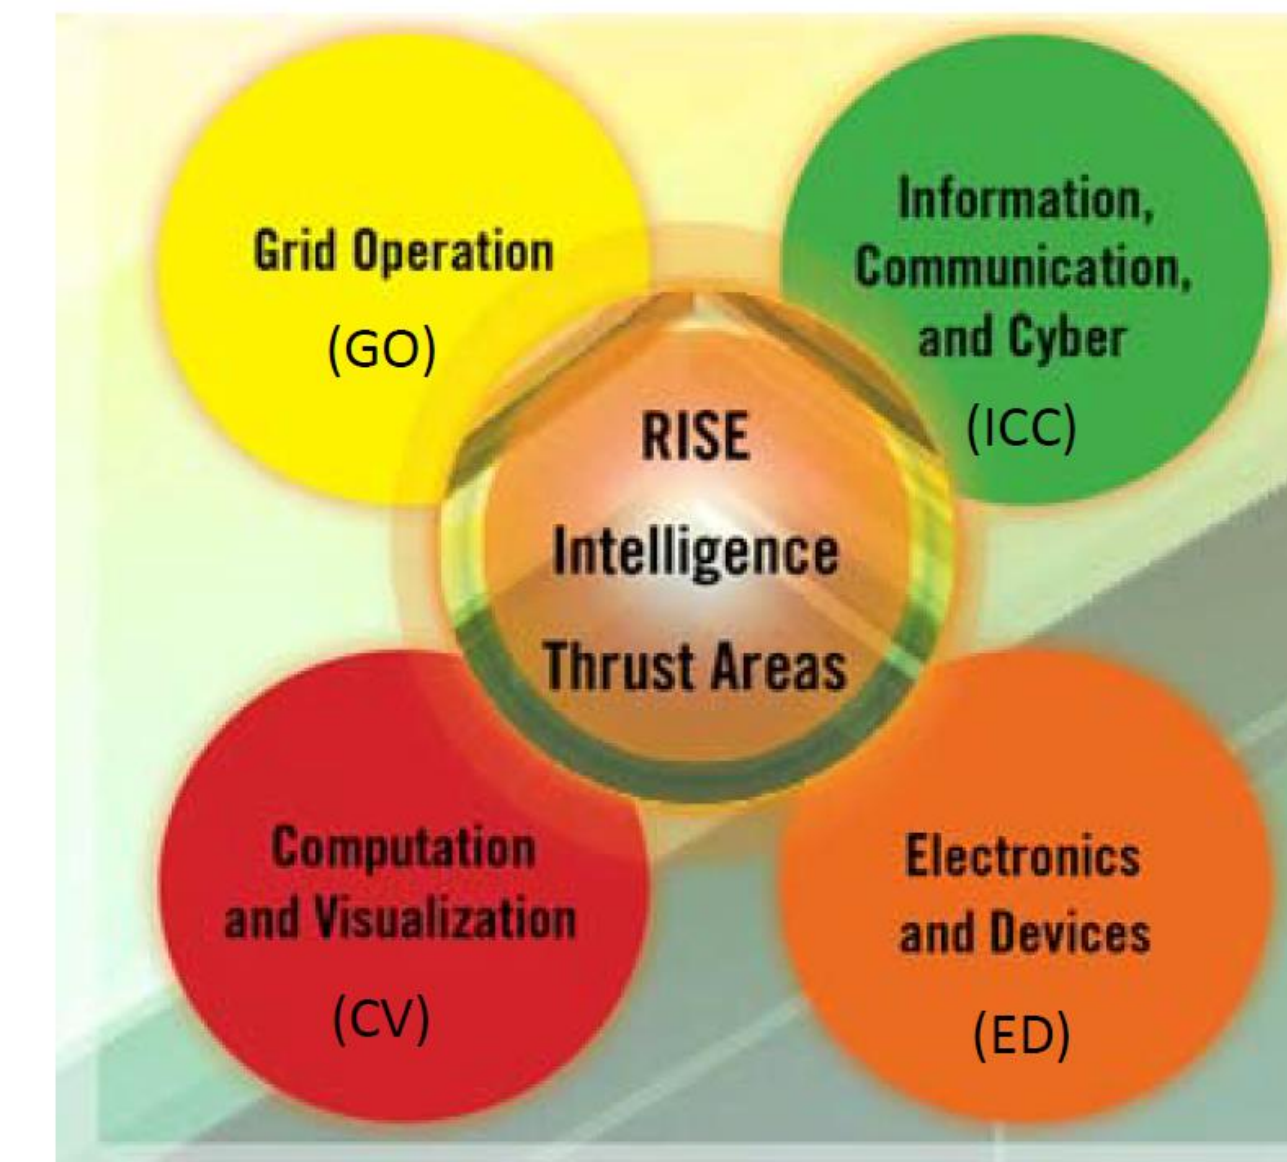 Grid Operation
(GO)
Information,
Communication,
and Cyber
(ICC)
RISE
Intelligence
Thrust Areas
Computation
and Visualization
(CV)
Electronics
and Devices
(ED)